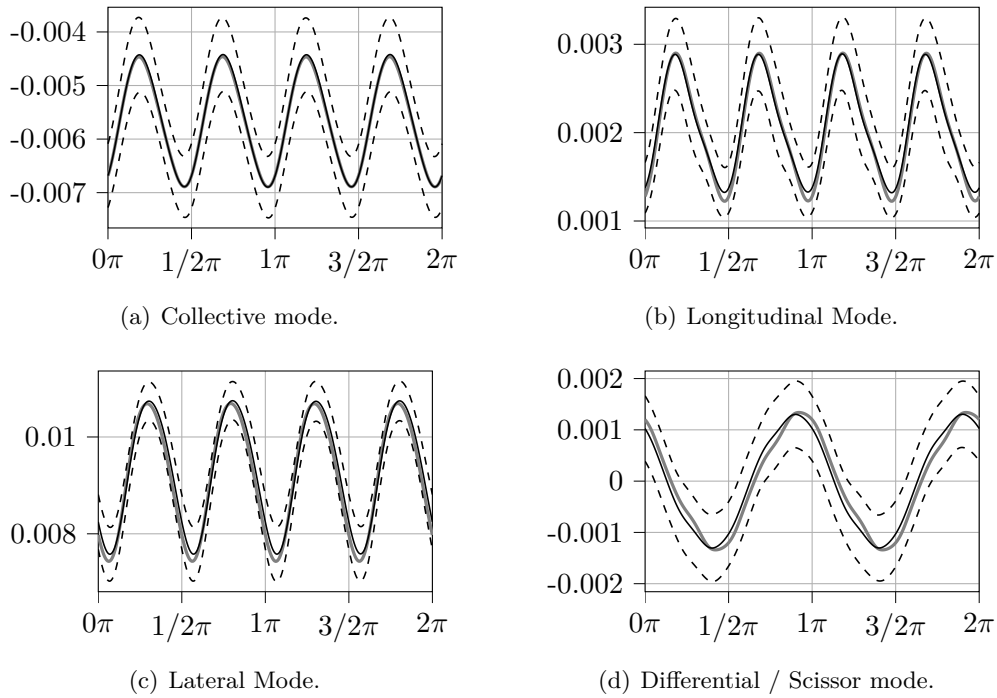 -0.004
-0.005
-0.006
-0.007
0π 1/2π 1π 3/2π 2π
(a) Collective mode.
0.003
0.002
0.001
0π 1/2π 1π 3/2π 2π
(b) Longitudinal Mode.
0.01
0.008
0π 1/2π 1π 3/2π 2π
(c) Lateral Mode.
0.002
0.001
0
-0.001
-0.002
0π 1/2π 1π 3/2π 2π
(d) Differential / Scissor mode.